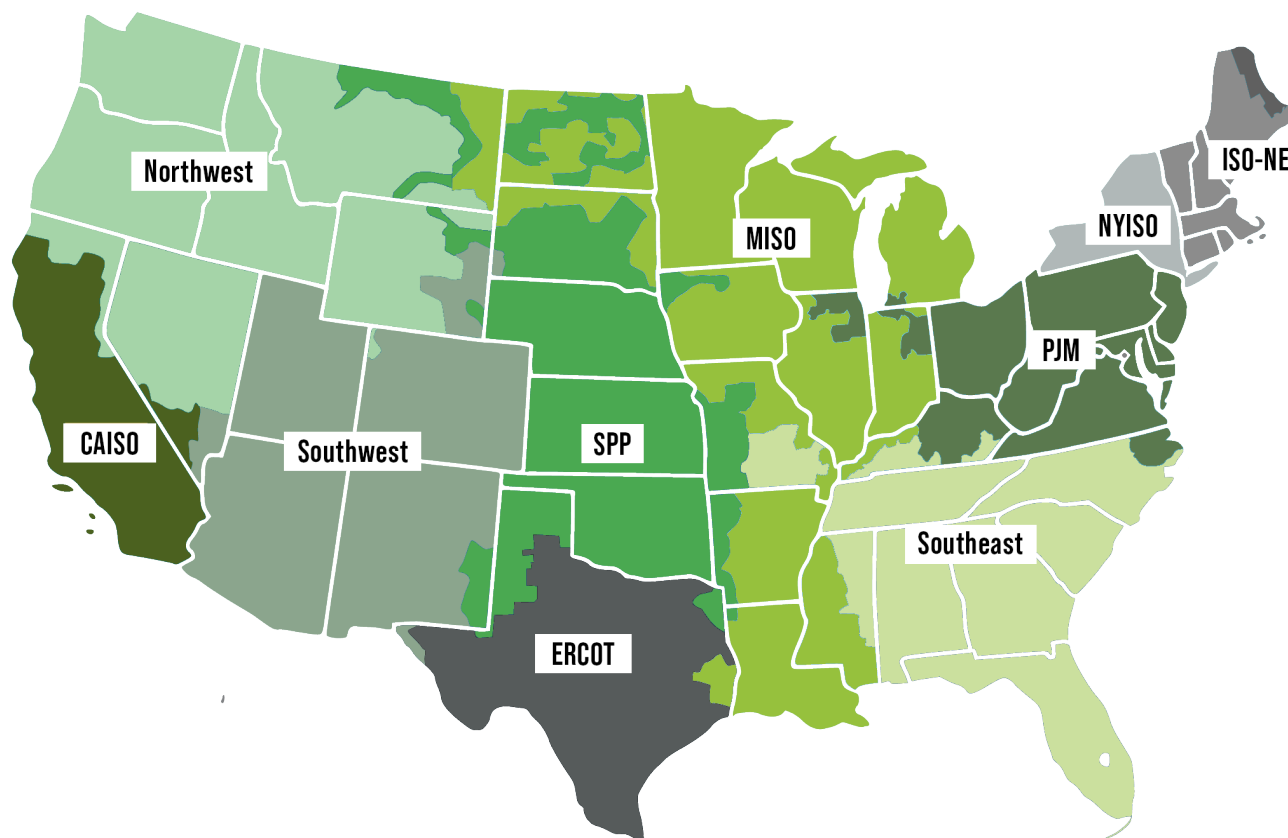 ISO-NE
Northwest
NYISO
MISO
PJM
CAISO
Southwest
SPP
Southeast
ERCOT